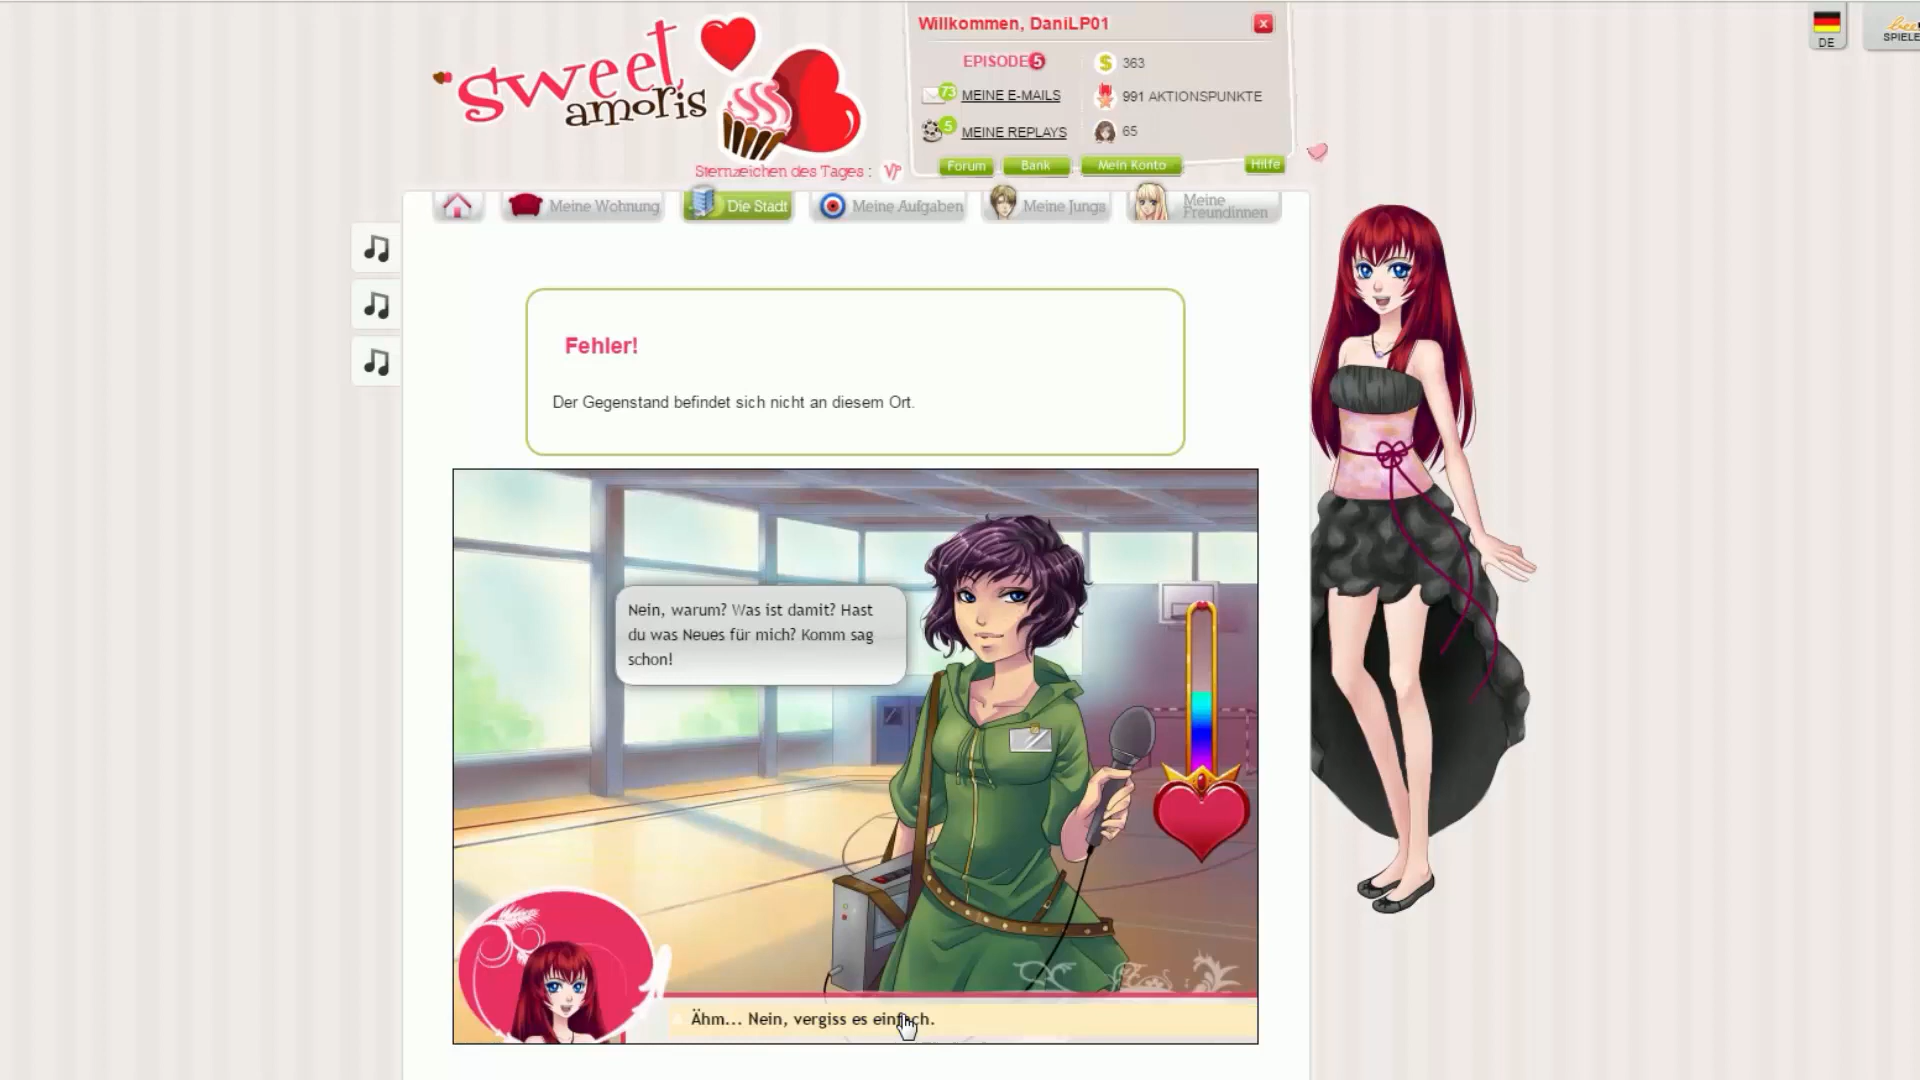 sweet
amoris
Sternzeichen des Tages :
Willkommen, DaniLP01
EPISODE 5
363
73
MEINE E-MAILS
991 AKTIONSPUNKTE
5
MEINE REPLAYS
65
Forum
Bank
Mein Konto
Hilfe
DE
SPIELE
Meine Wohnung
Die Stadt
Meine Aufgaben
Meine Jungs
Meine
Freundinnen
Fehler!
Der Gegenstand befindet sich nicht an diesem Ort.
Nein, warum? Was ist damit? Hast
du was Neues für mich? Komm sag
schon!
Ähm... Nein, vergiss es einfach.